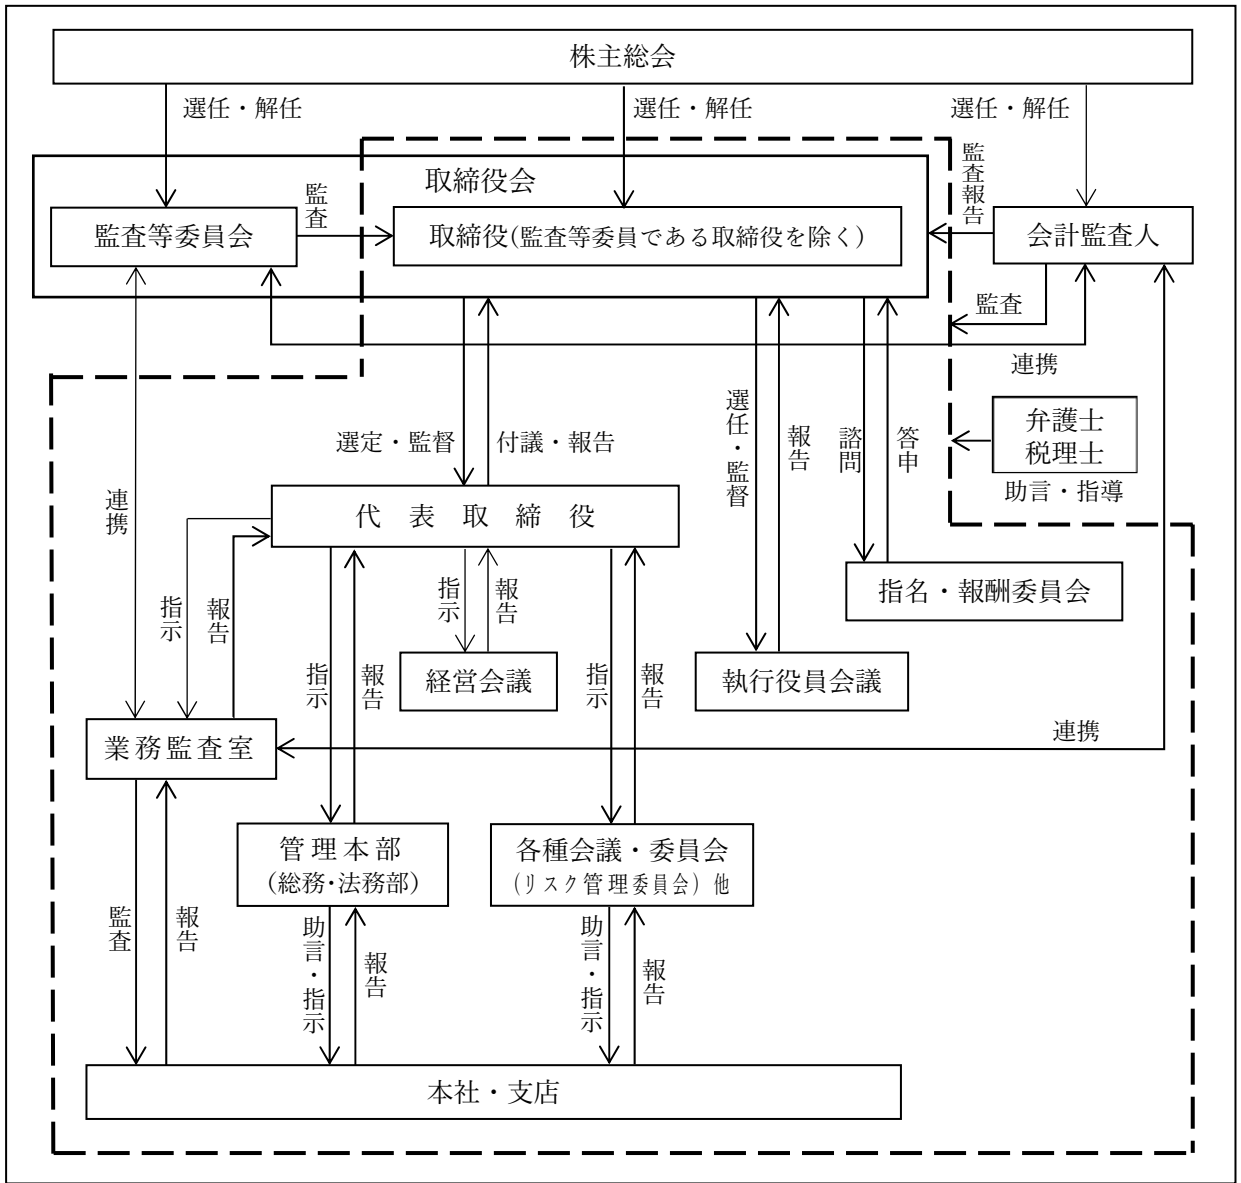 株主総会
選任・解任
選任・解任
選任・解任
取締役会
監査
監査報告
監査等委員会
取締役(監査等委員である取締役を除く)
会計監査人
監査
連携
選任・監督
報告
諮問
答申
弁護士
税理士
助言・指導
選定・監督
付議・報告
連携
代表取締役
指示
報告
指示
報告
指名・報酬委員会
指示
報告
経営会議
指示
報告
執行役員会議
業務監査室
連携
管理本部
(総務・法務部)
各種会議・委員会
(リスク管理委員会)他
監査
報告
助言・指示
報告
助言・指示
報告
本社・支店